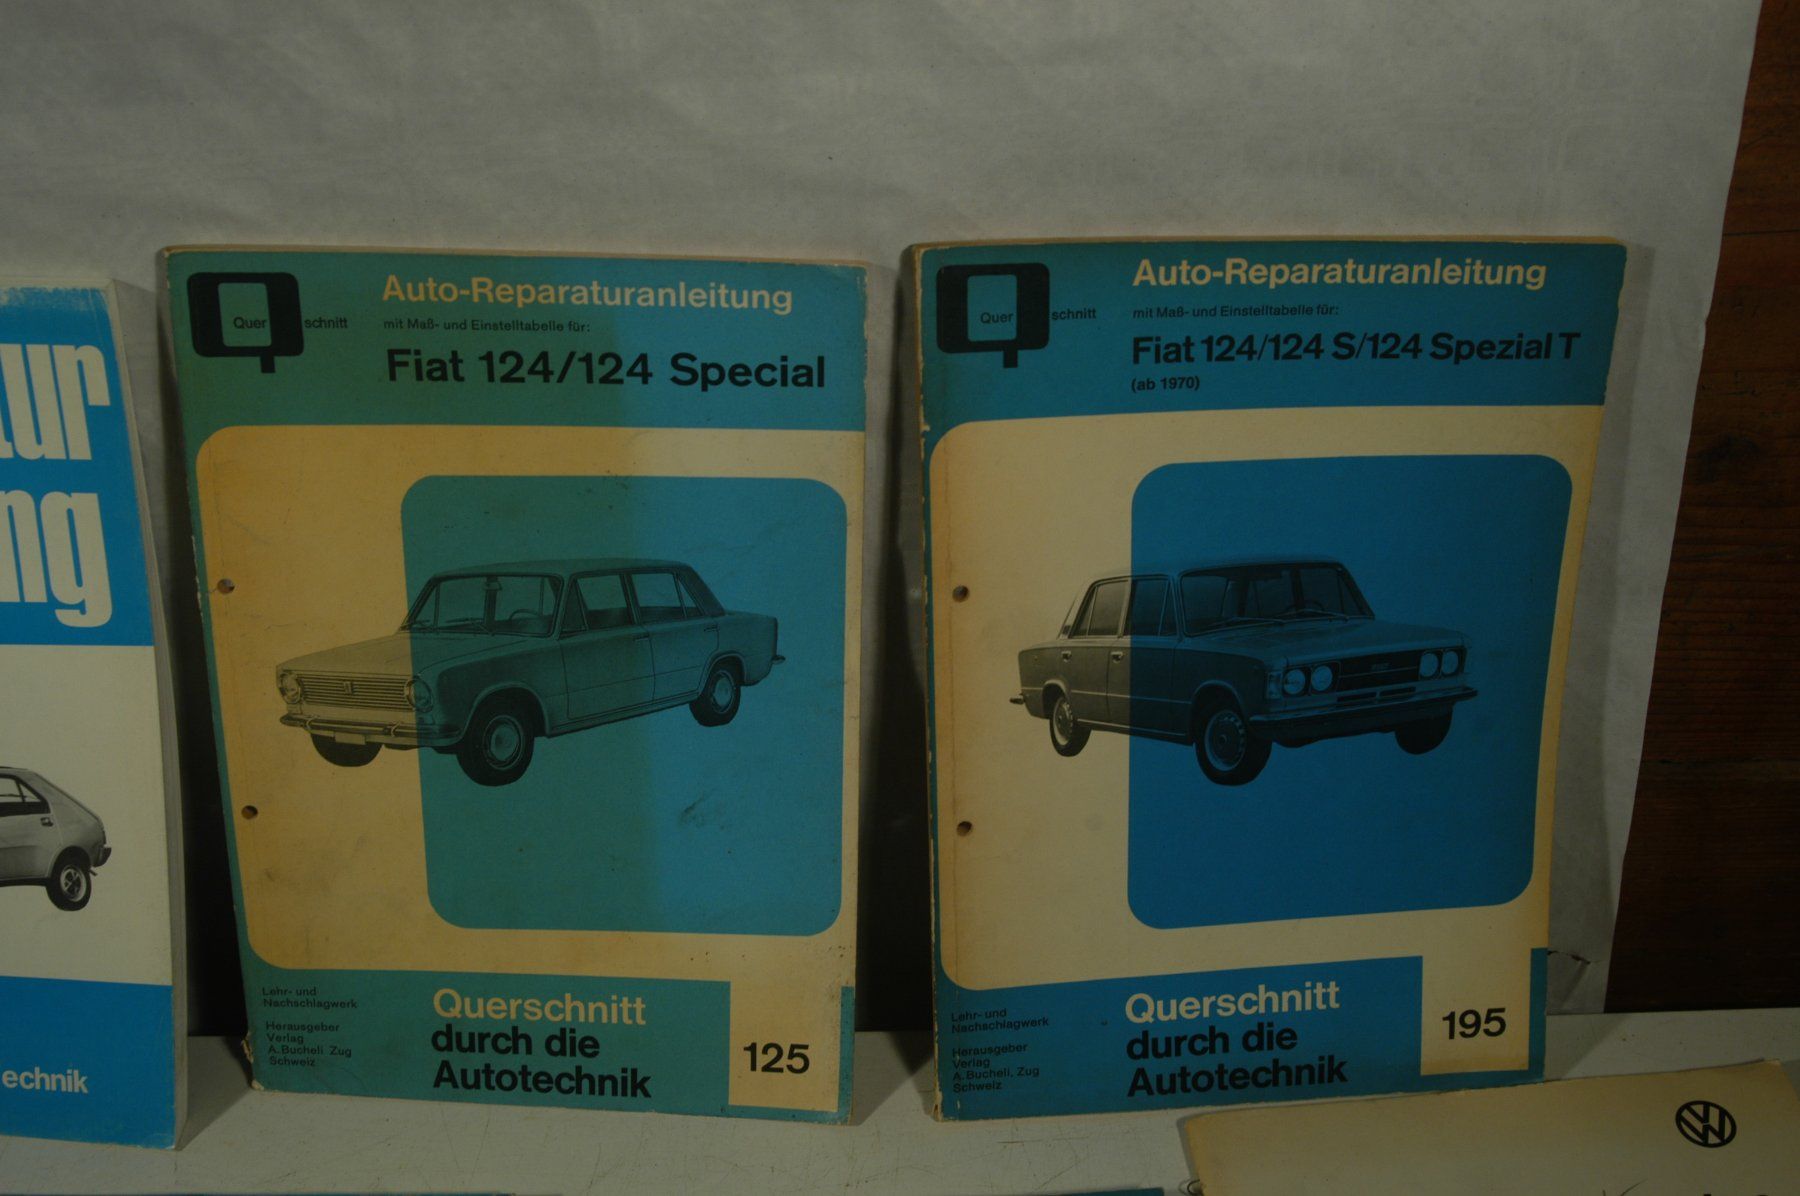 ur
ng
echnik
Quer schnitt
Auto-Reparaturanleitung
mit Maß- und Einstelltabelle für:
Fiat 124/124 Special
Lehr- und
Nachschlagwerk
Herausgeber
Verlag
A. Bucheli Zug
Schweiz
Querschnitt
durch die
Autotechnik
125
Quer schnitt
Auto-Reparaturanleitung
mit Maß- und Einstelltabelle für:
Fiat 124/124 S/124 Spezial T
(ab 1970)
Lehr- und
Nachschlagwerk
Herausgeber
Verlag
A. Bucheli, Zug
Schweiz
Querschnitt
durch die
Autotechnik
195